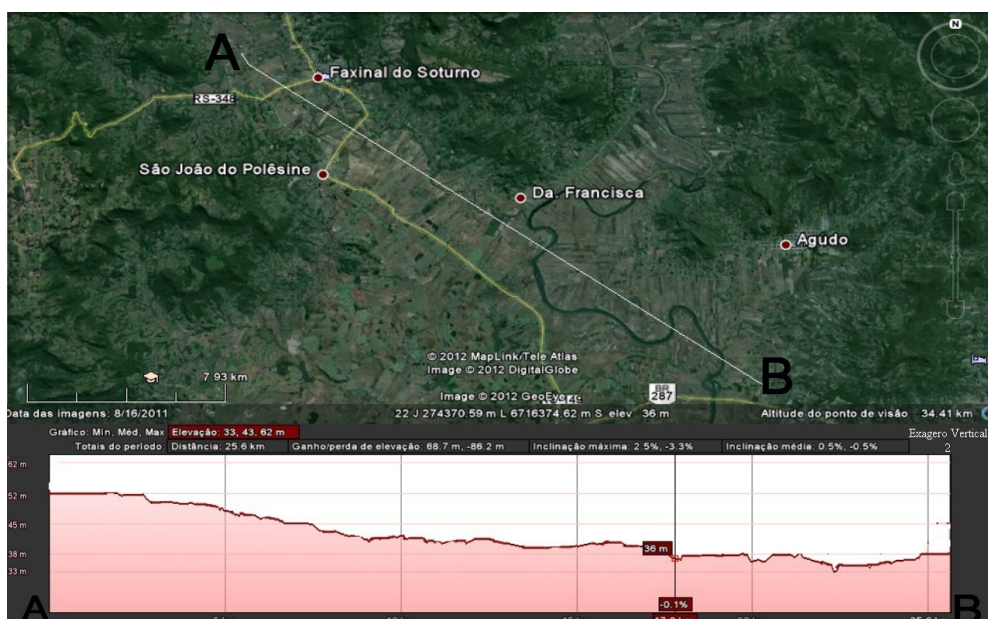 N
A
Faxinal do Soturno
RS-348
São João do Polêsine
Da. Francisca
Agudo
B
© 2012 MapLink/Tele Atlas
Image © 2012 DigitalGlobe
Image © 2012 GeoEye
7.93 km
BR
287
Data das imagens: 8/16/2011
22 J 274370.59 m L 6716374.62 m S elev 36 m
Altitude do ponto de visão 34.41 km
Gráfico: Mín, Méd, Max Elevação: 33, 43, 62 m
Exagero Vertical
2
Totais do período: Distância: 25.6 km Ganho/perda de elevação: 68.7 m, -86.2 m Inclinação máxima: 2.5%, -3.3% Inclinação média: 0.5%, -0.5%
62 m
52 m
45 m
38 m
33 m
36 m
-0.1%
A
B